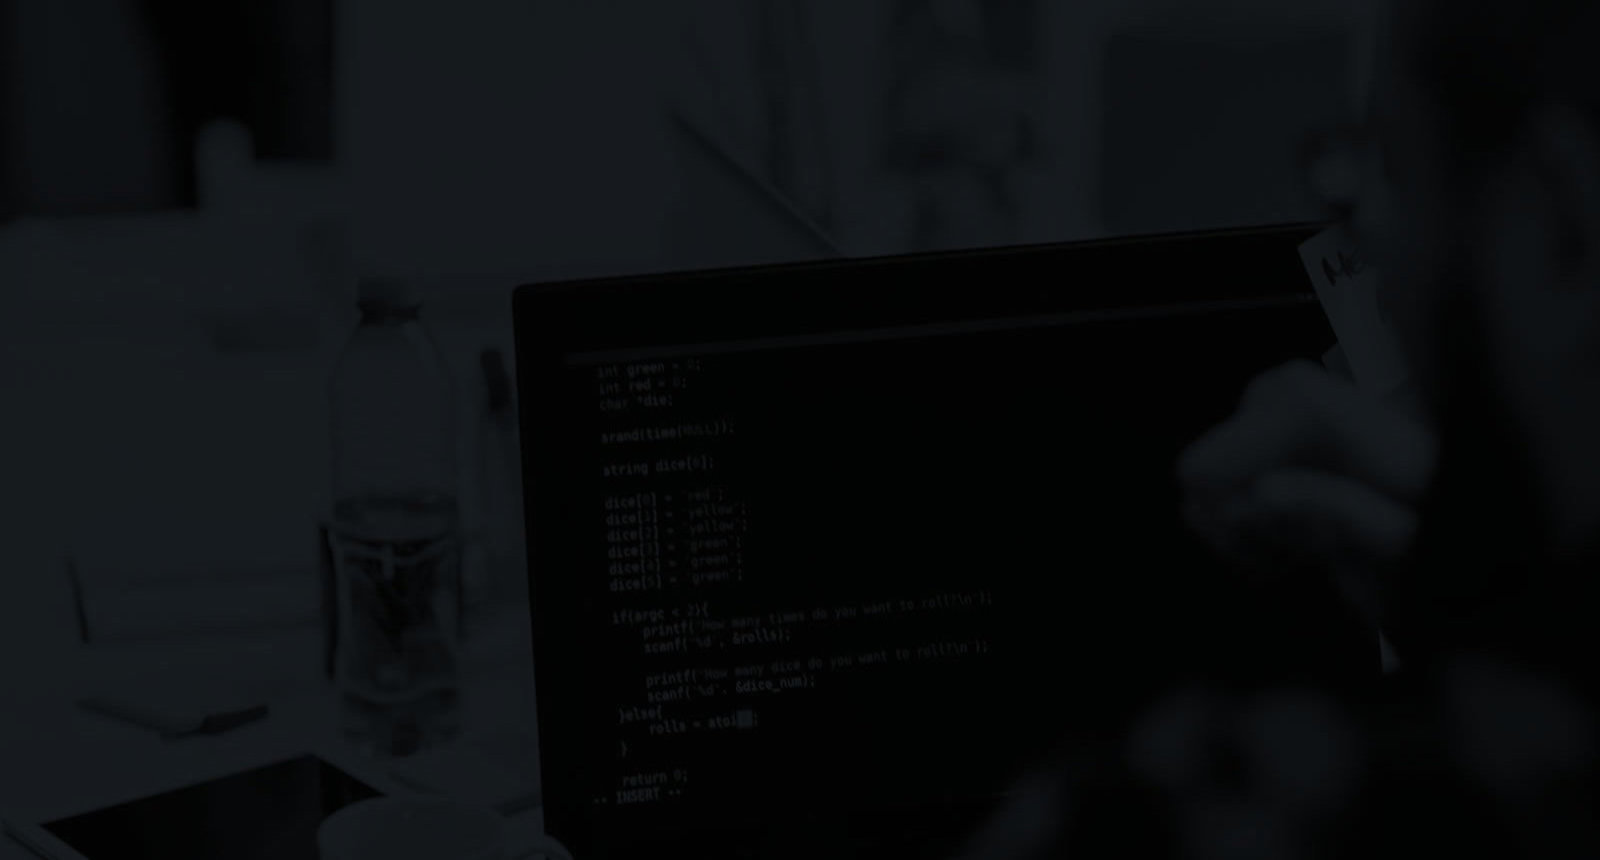 Me
int green = 0;
int red = 0;
char *die;
srand(time(NULL));
string dice[6];
dice[0] = "red";
dice[1] = "yellow";
dice[2] = "yellow";
dice[3] = "green";
dice[4] = "green";
dice[5] = "green";
if(argc < 2){
printf("How many times do you want to roll?\n");
scanf("%d", &rolls);
printf("How many dice do you want to roll?\n");
scanf("%d", &dice_num);
}else{
rolls = atoi
}
return 0;
-- INSERT --